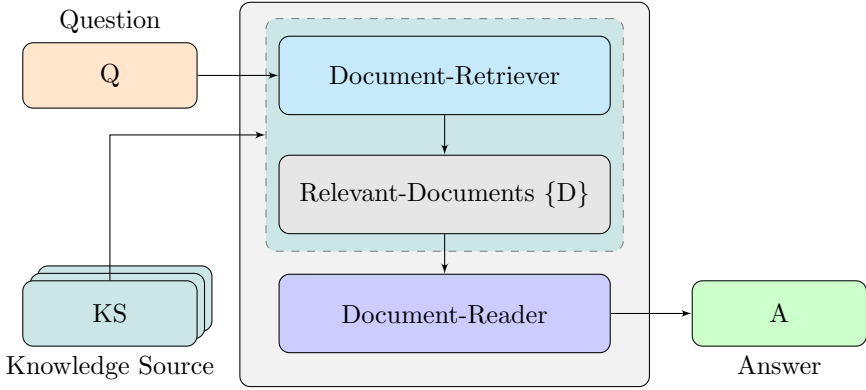 Question
Q
Document-Retriever
Relevant-Documents {D}
KS
Knowledge Source
Document-Reader
A
Answer